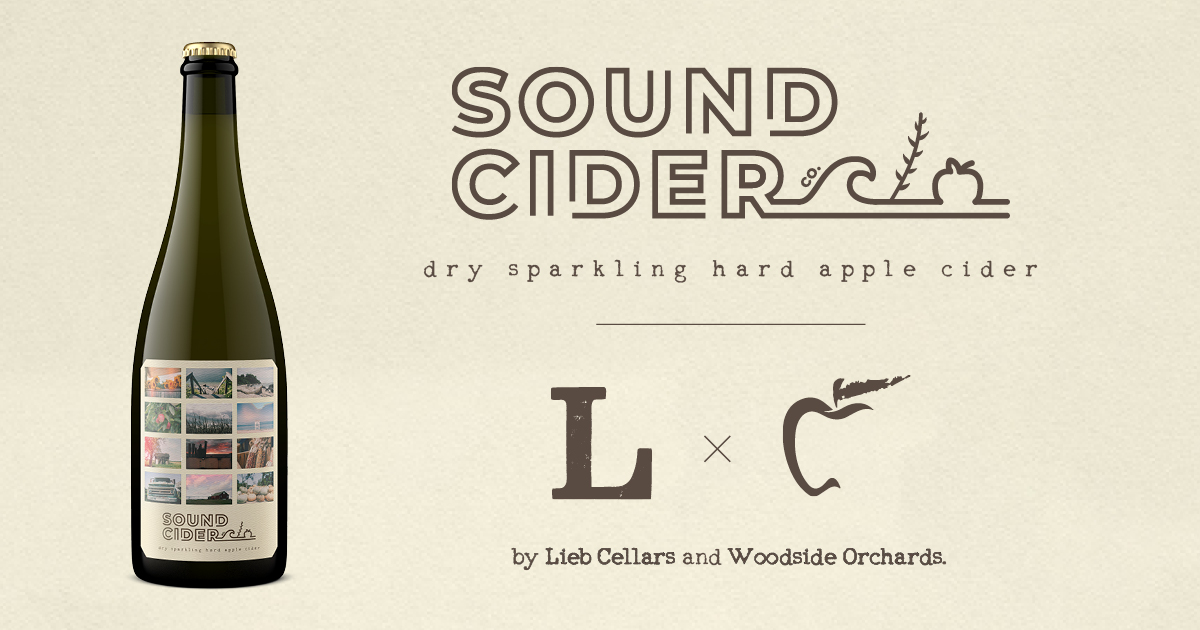 SOUND
CIDER co.
dry sparkling hard apple cider
L ×
by Lieb Cellars and Woodside Orchards.
SOUND
CIDER
dry sparkling hard apple cider